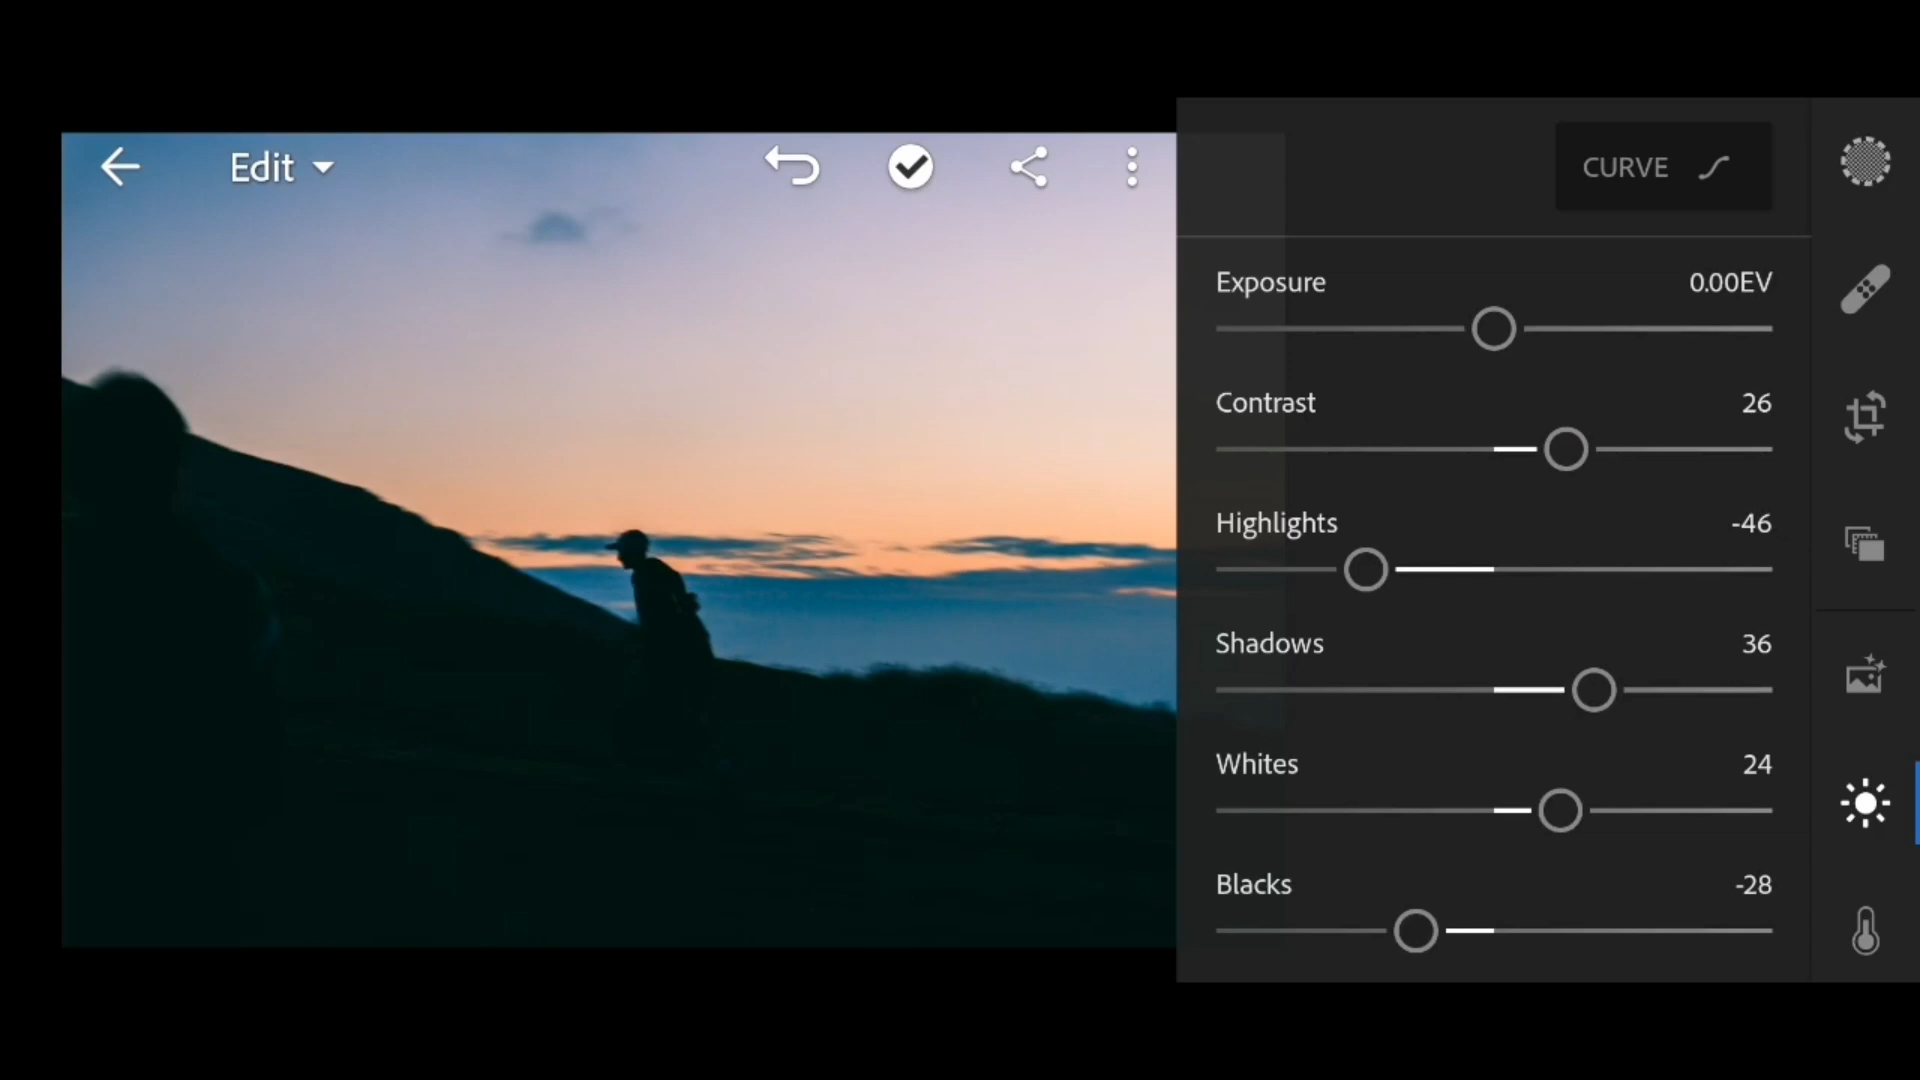 Edit
CURVE
Exposure 0.00EV
Contrast 26
Highlights -46
Shadows 36
Whites 24
Blacks -28